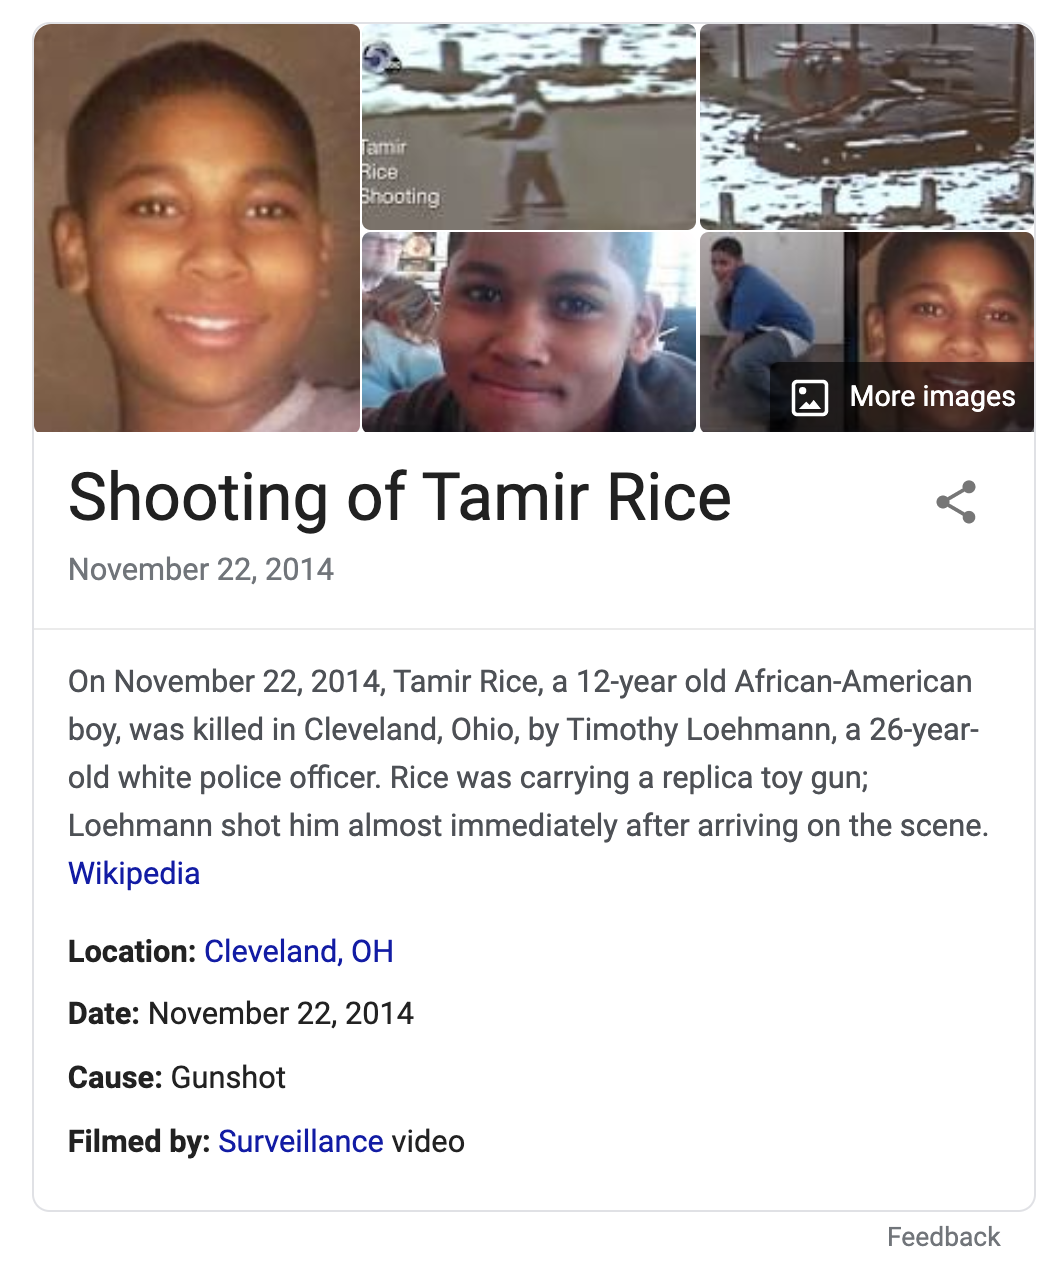 Tamir
Rice
Shooting
More images
Shooting of Tamir Rice
November 22, 2014
On November 22, 2014, Tamir Rice, a 12-year old African-American
boy, was killed in Cleveland, Ohio, by Timothy Loehmann, a 26-year-
old white police officer. Rice was carrying a replica toy gun;
Loehmann shot him almost immediately after arriving on the scene.
Wikipedia
Location: Cleveland, OH
Date: November 22, 2014
Cause: Gunshot
Filmed by: Surveillance video
Feedback